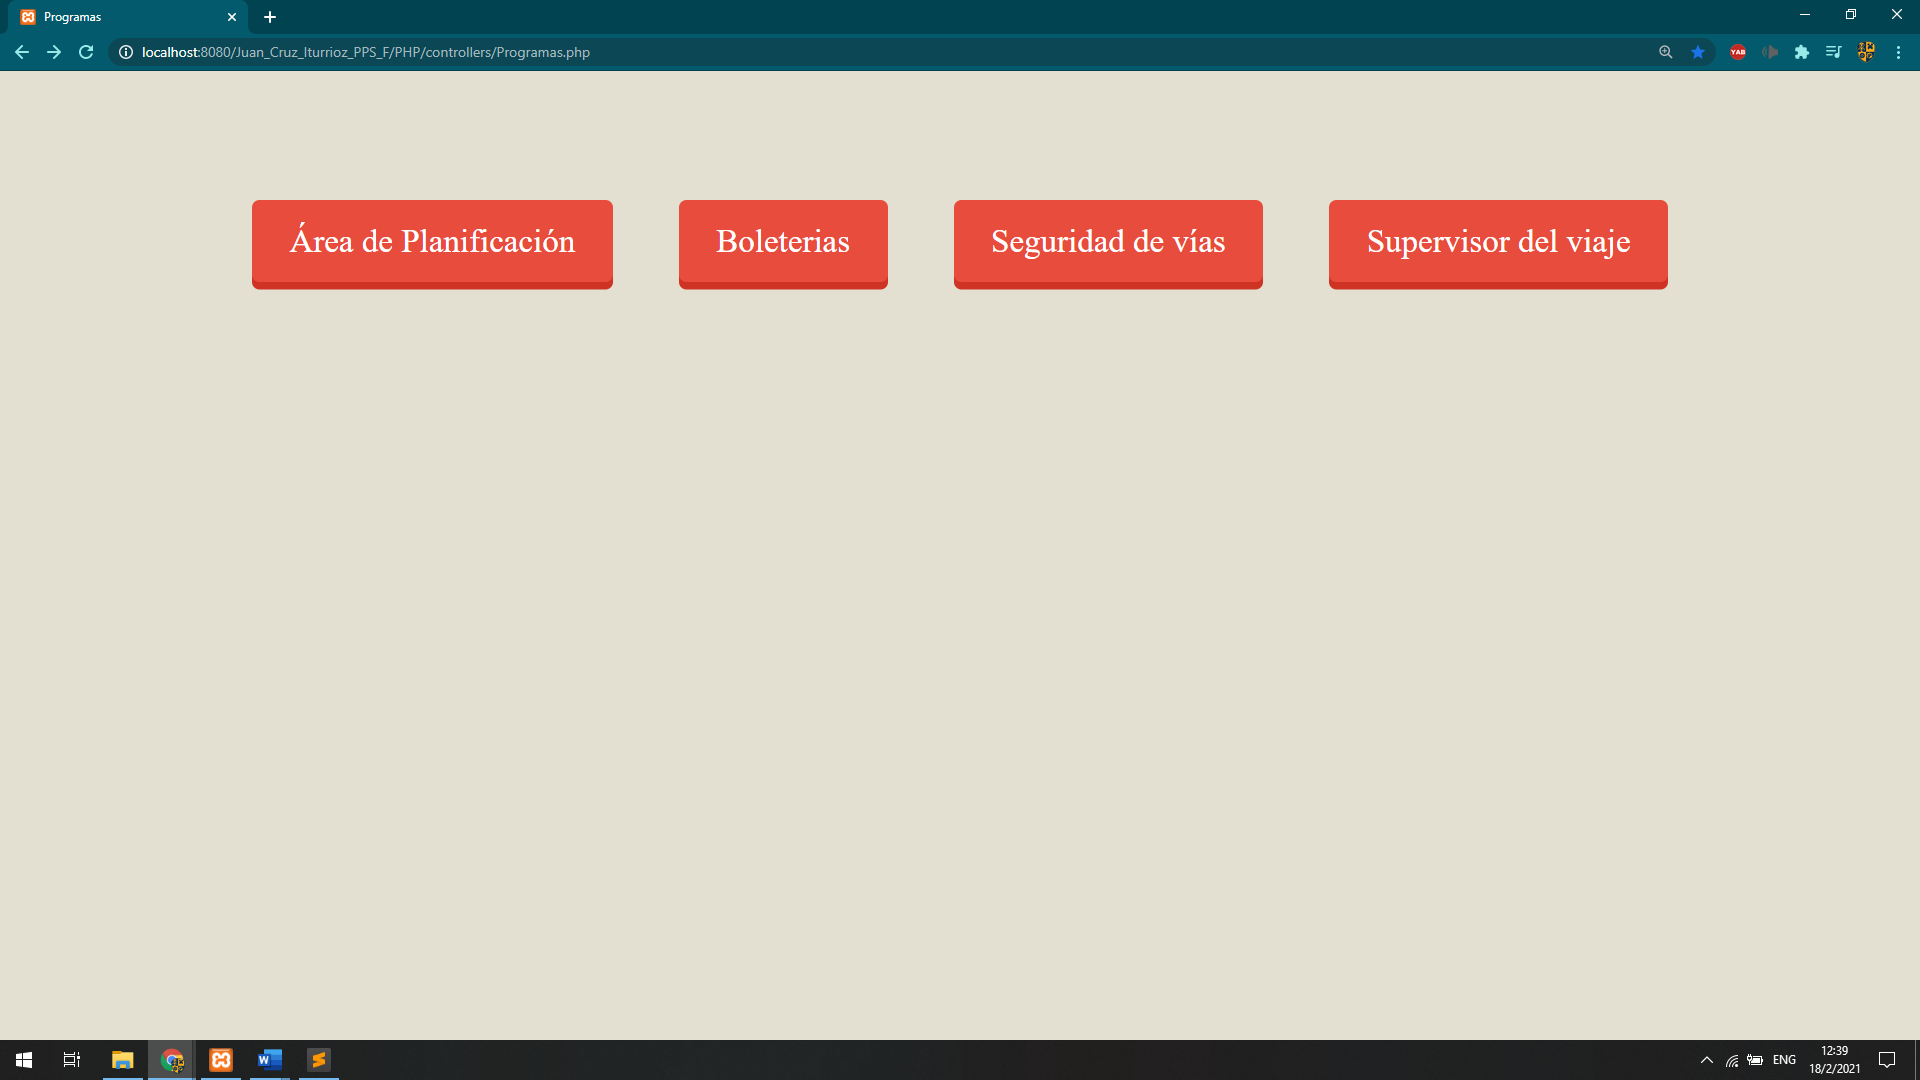 Programas
localhost:8080/Juan_Cruz_Iturrioz_PPS_F/PHP/controllers/Programas.php
YAB
Área de Planificación
Boleterias
Seguridad de vías
Supervisor del viaje
W
ENG
12:39
18/2/2021